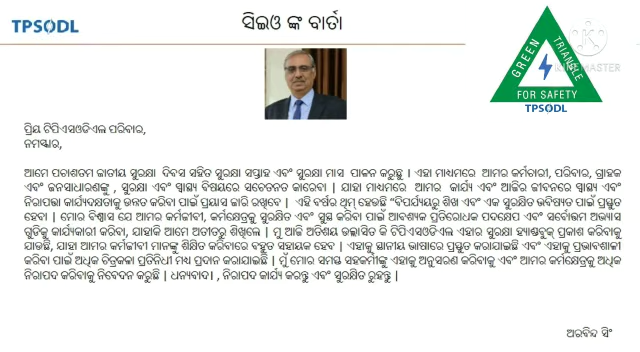 TPSODL
ସିଇଓ ଙ୍କ ବାର୍ତା
GREEN TRIANGLE
FOR SAFETY
TPSODL
KINEMASTER
ପ୍ରିୟ ଟିପିଏସଓଡିଏଲ ପରିବାର,
ନମସ୍କାର,
ଆମେ ପଚାଶତମ ଜାତୀୟ ସୁରକ୍ଷା ଦିବସ ସହିତ ସୁରକ୍ଷା ସପ୍ତାହ ଏବଂ ସୁରକ୍ଷା ମାସ ପାଳନ କରୁଛୁ । ଏହା ମାଧ୍ୟମରେ ଆମର କର୍ମଚାରୀ, ପରିବାର, ଗ୍ରାହକ
ଏବଂ ଜନସାଧାରଣଙ୍କୁ , ସୁରକ୍ଷା ଏବଂ ସ୍ୱାସ୍ଥ୍ୟ ବିଷୟରେ ସଚେତନତ କାରେବା । ଯାହା ମାଧ୍ୟମରେ ଆମର କାର୍ଯ୍ୟ ଏବଂ ଆଜିର ଜୀବନରେ ସ୍ୱାସ୍ଥ୍ୟ ଏବଂ
ନିରାପତ୍ତା କାର୍ଯ୍ୟଦକ୍ଷତାକୁ ଉନ୍ନତ କରିବା ପାଇଁ ପ୍ରୟାସ ଜାରି ରଖିବେ । ଏହି ବର୍ଷର ଥିମ୍ ହେଉଛି "ବିପର୍ଯ୍ୟୟରୁ ଶିଖ ଏବଂ ଏକ ସୁରକ୍ଷିତ ଭବିଷ୍ୟତ ପାଇଁ ପ୍ରସ୍ତୁତ
ହେବା । ମୋର ବିଶ୍ୱାସ ଯେ ଆମର କର୍ମଜୀବୀ, କର୍ମକ୍ଷେତ୍ରକୁ ସୁରକ୍ଷିତ ଏବଂ ସୁସ୍ଥ କରିବା ପାଇଁ ଆବଶ୍ୟକ ପ୍ରତିରୋଧକ ପଦକ୍ଷେପ ଏବଂ ସର୍ବୋତ୍ତମ ଅଭ୍ୟାସ
ଗୁଡିକୁ କାର୍ଯ୍ୟକାରୀ କରିବା, ଯାହାକି ଆମେ ଅତୀତରୁ ଶିଖିଲେ । ମୁ ଆଜି ଅତିଶୟ ଉଲ୍ଲାସିତ କି ଟିପିଏସଓଡିଏଲ ଏହାର ସୁରକ୍ଷା ହ୍ୟାଣ୍ଡବୁକ୍ ପ୍ରକାଶ କରିବାକୁ
ଯାଉଛି, ଯାହା ଆମର କର୍ମଜୀବୀ ମାନଙ୍କୁ ଶିକ୍ଷିତ କରିବାରେ ବହୁତ ସହାୟକ ହେବ । ଏହାକୁ ସ୍ଥାନୀୟ ଭାଷାରେ ପ୍ରସ୍ତୁତ କରାଯାଇଛି ଏବଂ ଏହାକୁ ପ୍ରଭାବଶାଳୀ
କରିବା ପାଇଁ ଅଧିକ ଚିତ୍ରକଳା ପ୍ରତିନିଧୀ ମଧ୍ୟ ପ୍ରଦାନ କରାଯାଇଛି । ମୁଁ ମୋର ସମସ୍ତ ସହକର୍ମୀଙ୍କୁ ଏହାକୁ ଅନୁସରଣ କରିବାକୁ ଏବଂ ଆମର କର୍ମକ୍ଷେତ୍ରକୁ ଅଧିକ
ନିରାପଦ କରିବାକୁ ନିବେଦନ କରୁଛି । ଧନ୍ୟବାଦ। , ନିରାପଦ କାର୍ଯ୍ୟ କରନ୍ତୁ ଏବଂ ସୁରକ୍ଷିତ ରୁହନ୍ତୁ ।
ଅରବିନ୍ଦ ସିଂ